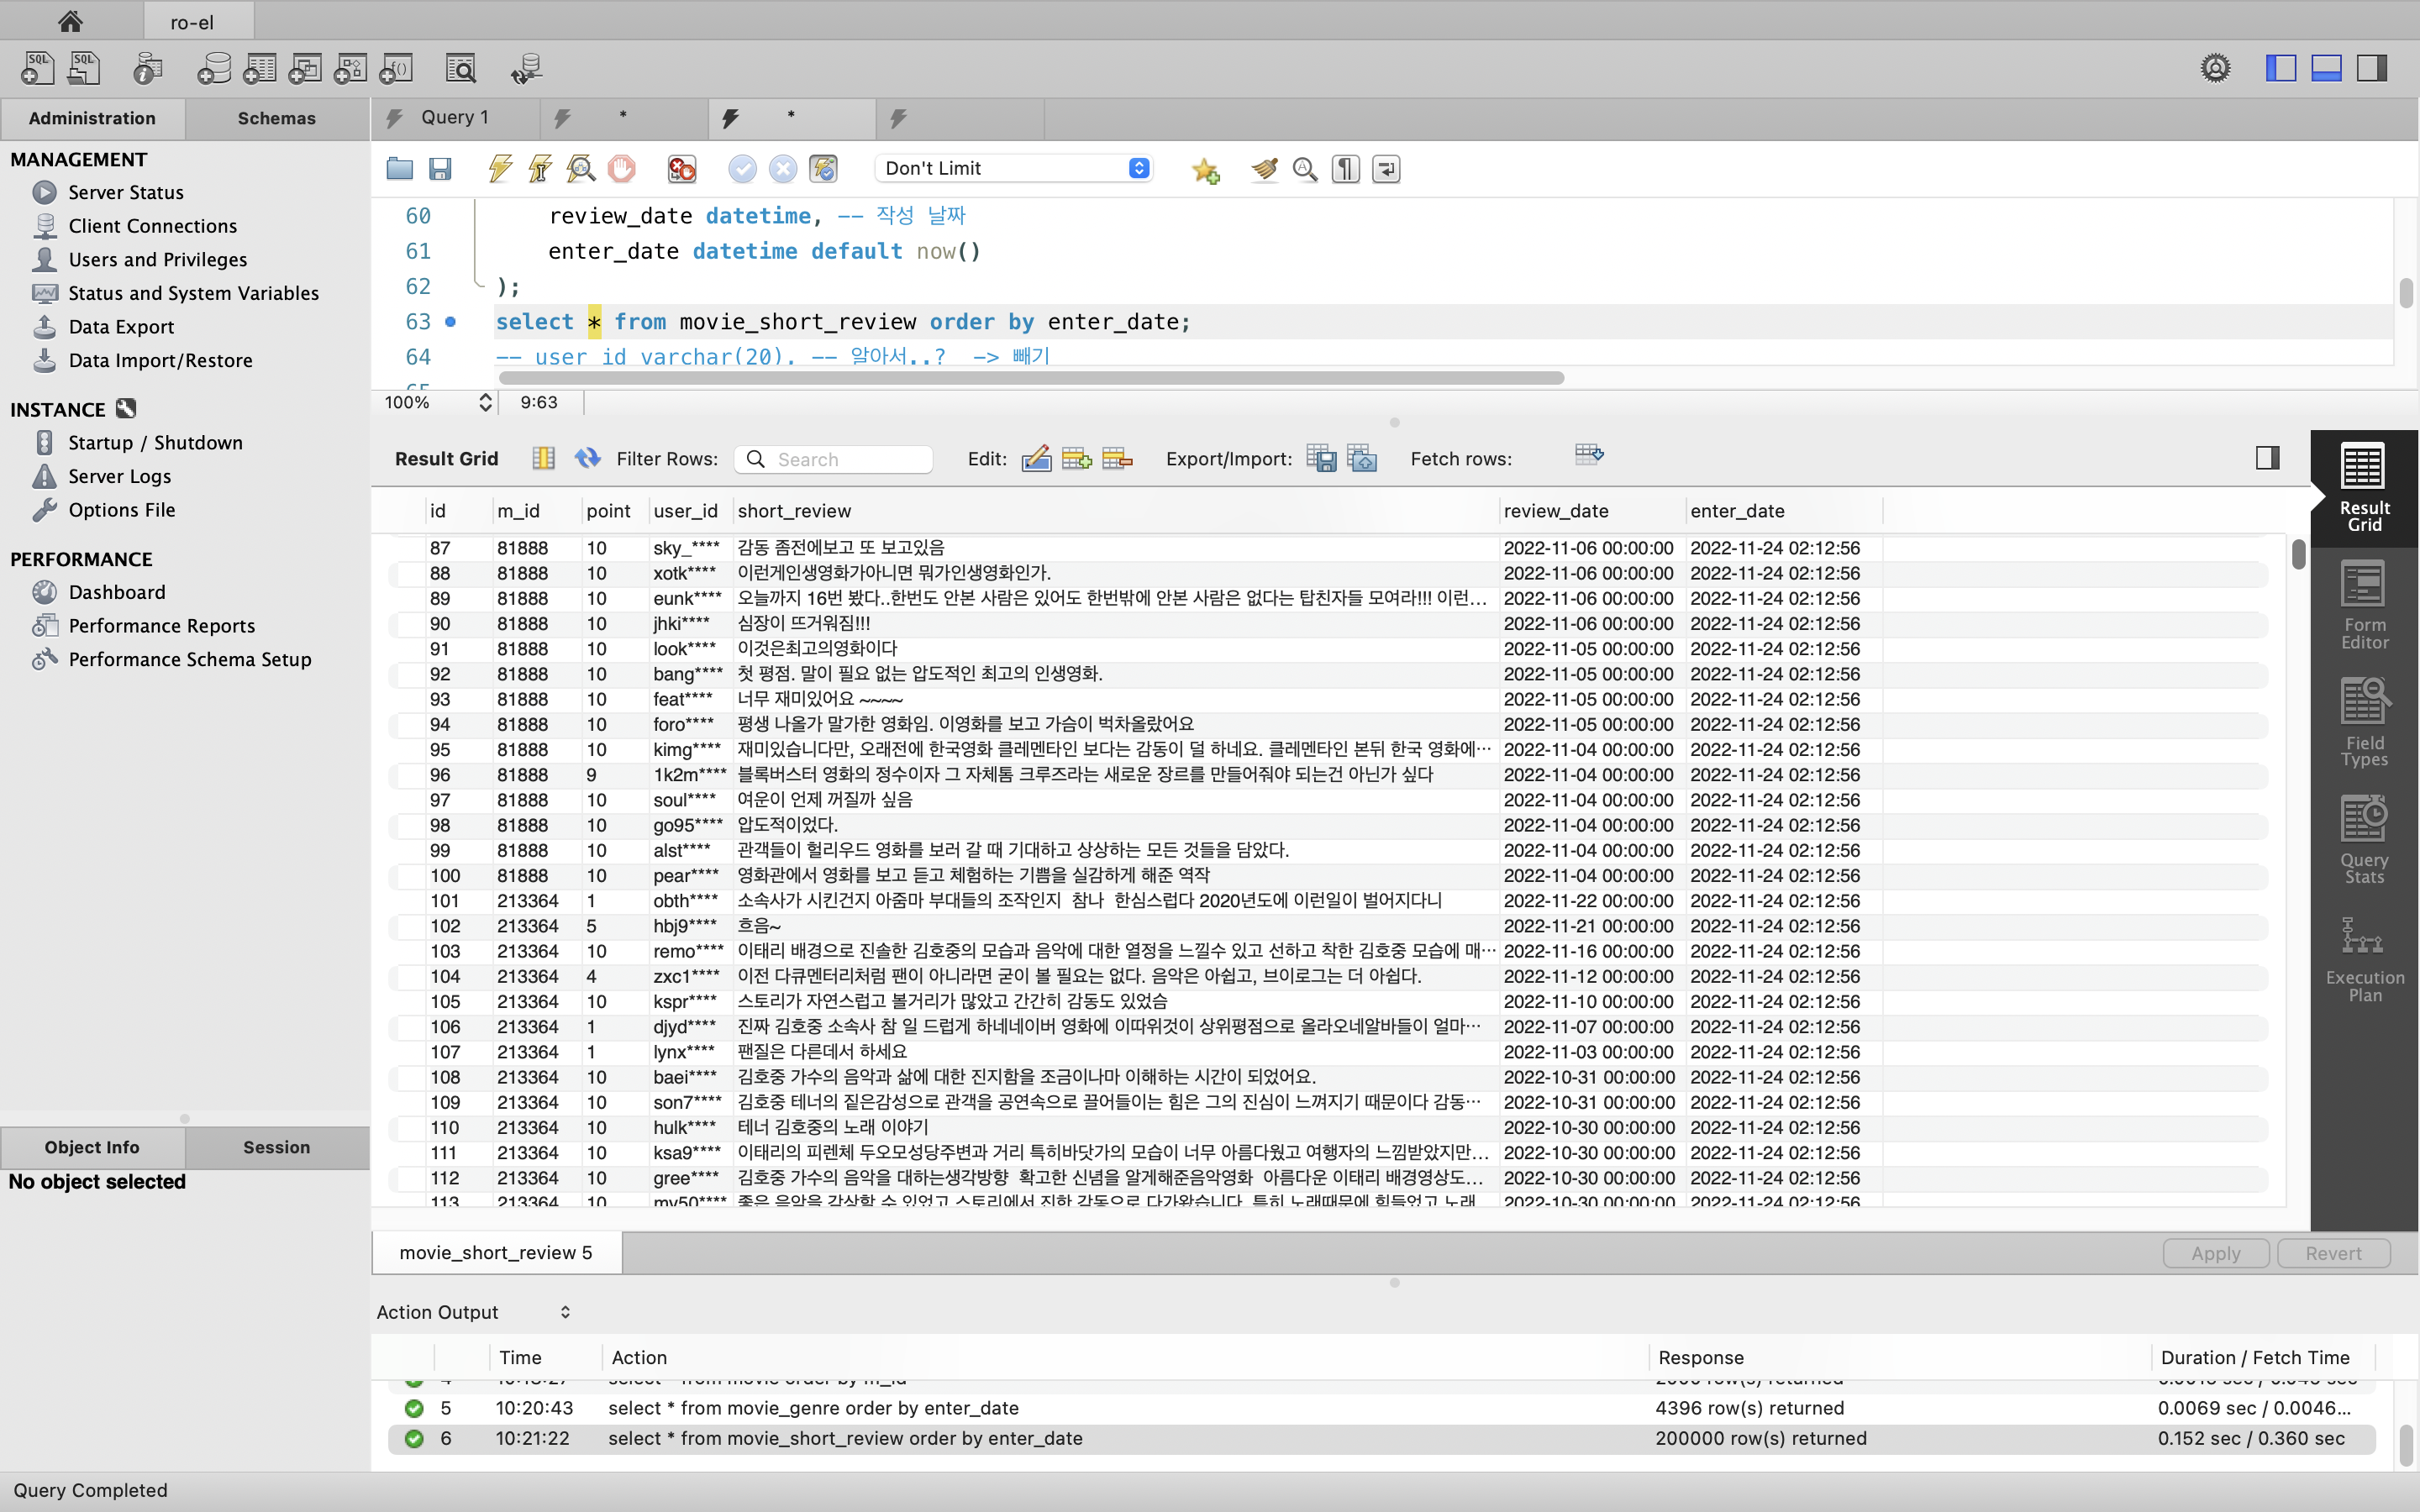 ro-el
Administration Schemas
Query 1 * *
MANAGEMENT
Server Status
Client Connections
Users and Privileges
Status and System Variables
Data Export
Data Import/Restore
INSTANCE
Startup / Shutdown
Server Logs
Options File
PERFORMANCE
Dashboard
Performance Reports
Performance Schema Setup
Object Info Session
No object selected
Don't Limit
60 review_date datetime, -- 작성 날짜
61 enter_date datetime default now()
62 );
63 select * from movie_short_review order by enter_date;
64 -- user_id varchar(20), -- 알아서..? -> 빼기
65
100% 9:63
Result Grid Filter Rows: Search Edit: Export/Import: Fetch rows:
id m_id point user_id short_review review_date enter_date
87 81888 10 sky_**** 감동 좀전에보고 또 보고있음 2022-11-06 00:00:00 2022-11-24 02:12:56
88 81888 10 xotk**** 이런게인생영화가아니면 뭐가인생영화인가. 2022-11-06 00:00:00 2022-11-24 02:12:56
89 81888 10 eunk**** 오늘까지 16번 봤다..한번도 안본 사람은 있어도 한번밖에 안본 사람은 없다는 탑친자들 모여라!!! 이런... 2022-11-06 00:00:00 2022-11-24 02:12:56
90 81888 10 jhki**** 심장이 뜨거워짐!!! 2022-11-06 00:00:00 2022-11-24 02:12:56
91 81888 10 look**** 이것은최고의영화이다 2022-11-05 00:00:00 2022-11-24 02:12:56
92 81888 10 bang**** 첫 평점. 말이 필요 없는 압도적인 최고의 인생영화. 2022-11-05 00:00:00 2022-11-24 02:12:56
93 81888 10 feat**** 너무 재미있어요 ~~~~ 2022-11-05 00:00:00 2022-11-24 02:12:56
94 81888 10 foro**** 평생 나올가 말가한 영화임. 이영화를 보고 가슴이 벅차올랐어요 2022-11-05 00:00:00 2022-11-24 02:12:56
95 81888 10 kimg**** 재미있습니다만, 오래전에 한국영화 클레멘타인 보다는 감동이 덜 하네요. 클레멘타인 본뒤 한국 영화에… 2022-11-04 00:00:00 2022-11-24 02:12:56
96 81888 9 1k2m**** 블록버스터 영화의 정수이자 그 자체톰 크루즈라는 새로운 장르를 만들어줘야 되는건 아닌가 싶다 2022-11-04 00:00:00 2022-11-24 02:12:56
97 81888 10 soul**** 여운이 언제 꺼질까 싶음 2022-11-04 00:00:00 2022-11-24 02:12:56
98 81888 10 go95**** 압도적이었다. 2022-11-04 00:00:00 2022-11-24 02:12:56
99 81888 10 alst**** 관객들이 헐리우드 영화를 보러 갈 때 기대하고 상상하는 모든 것들을 담았다. 2022-11-04 00:00:00 2022-11-24 02:12:56
100 81888 10 pear**** 영화관에서 영화를 보고 듣고 체험하는 기쁨을 실감하게 해준 역작 2022-11-04 00:00:00 2022-11-24 02:12:56
101 213364 1 obth**** 소속사가 시킨건지 아줌마 부대들의 조작인지 참나 한심스럽다 2020년도에 이런일이 벌어지다니 2022-11-22 00:00:00 2022-11-24 02:12:56
102 213364 5 hbj9**** 흐음~ 2022-11-21 00:00:00 2022-11-24 02:12:56
103 213364 10 remo**** 이태리 배경으로 진솔한 김호중의 모습과 음악에 대한 열정을 느낄수 있고 선하고 착한 김호중 모습에 매… 2022-11-16 00:00:00 2022-11-24 02:12:56
104 213364 4 zxc1**** 이전 다큐멘터리처럼 팬이 아니라면 굳이 볼 필요는 없다. 음악은 아쉽고, 브이로그는 더 아쉽다. 2022-11-12 00:00:00 2022-11-24 02:12:56
105 213364 10 kspr**** 스토리가 자연스럽고 볼거리가 많았고 간간히 감동도 있었슴 2022-11-10 00:00:00 2022-11-24 02:12:56
106 213364 1 djyd**** 진짜 김호중 소속사 참 일 드럽게 하네네이버 영화에 이따위것이 상위평점으로 올라오네알바들이 얼마… 2022-11-07 00:00:00 2022-11-24 02:12:56
107 213364 1 lynx**** 팬질은 다른데서 하세요 2022-11-03 00:00:00 2022-11-24 02:12:56
108 213364 10 baei**** 김호중 가수의 음악과 삶에 대한 진지함을 조금이나마 이해하는 시간이 되었어요. 2022-10-31 00:00:00 2022-11-24 02:12:56
109 213364 10 son7**** 김호중 테너의 짙은감성으로 관객을 공연속으로 끌어들이는 힘은 그의 진심이 느껴지기 때문이다 감동… 2022-10-31 00:00:00 2022-11-24 02:12:56
110 213364 10 hulk**** 테너 김호중의 노래 이야기 2022-10-30 00:00:00 2022-11-24 02:12:56
111 213364 10 ksa9**** 이태리의 피렌체 두오모성당주변과 거리 특히바닷가의 모습이 너무 아름다웠고 여행자의 느낌받았지만... 2022-10-30 00:00:00 2022-11-24 02:12:56
112 213364 10 gree**** 김호중 가수의 음악을 대하는생각방향 확고한 신념을 알게해준음악영화 아름다운 이태리 배경영상도... 2022-10-30 00:00:00 2022-11-24 02:12:56
113 213364 10 my50**** 좋은 음악을 감상할 수 있었고 스토리에서 진한 감동으로 다가왔습니다. 특히 노래때문에 힘들었고 노래 2022-10-30 00:00:00 2022-11-24 02:12:56
Result Grid
Form Editor
Field Types
Query Stats
Execution Plan
movie_short_review 5 Apply Revert
Action Output
Time Action Response Duration / Fetch Time
5 10:20:43 select * from movie_genre order by enter_date 4396 row(s) returned 0.0069 sec / 0.0046...
6 10:21:22 select * from movie_short_review order by enter_date 200000 row(s) returned 0.152 sec / 0.360 sec
Query Completed